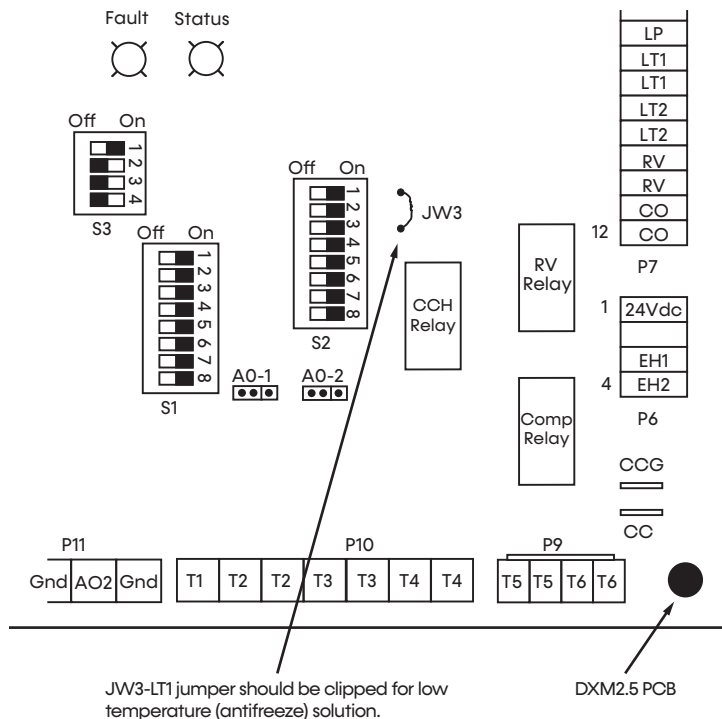 Fault Status
LP
LT1
LT1
LT2
LT2
RV
RV
CO
12 CO
P7
Off On
1
2
3
4
S3
Off On
1
2
3
4
5
6
7
8
S2
JW3
Off On
1
2
3
4
5
6
7
8
S1
CCH
Relay
RV
Relay
1 24Vdc
EH1
4 EH2
P6
A0-1 A0-2
Comp
Relay
CCG
CC
P11
Gnd AO2 Gnd
P10
T1 T2 T2 T3 T3 T4 T4
P9
T5 T5 T6 T6
JW3-LT1 jumper should be clipped for low
temperature (antifreeze) solution.
DXM2.5 PCB